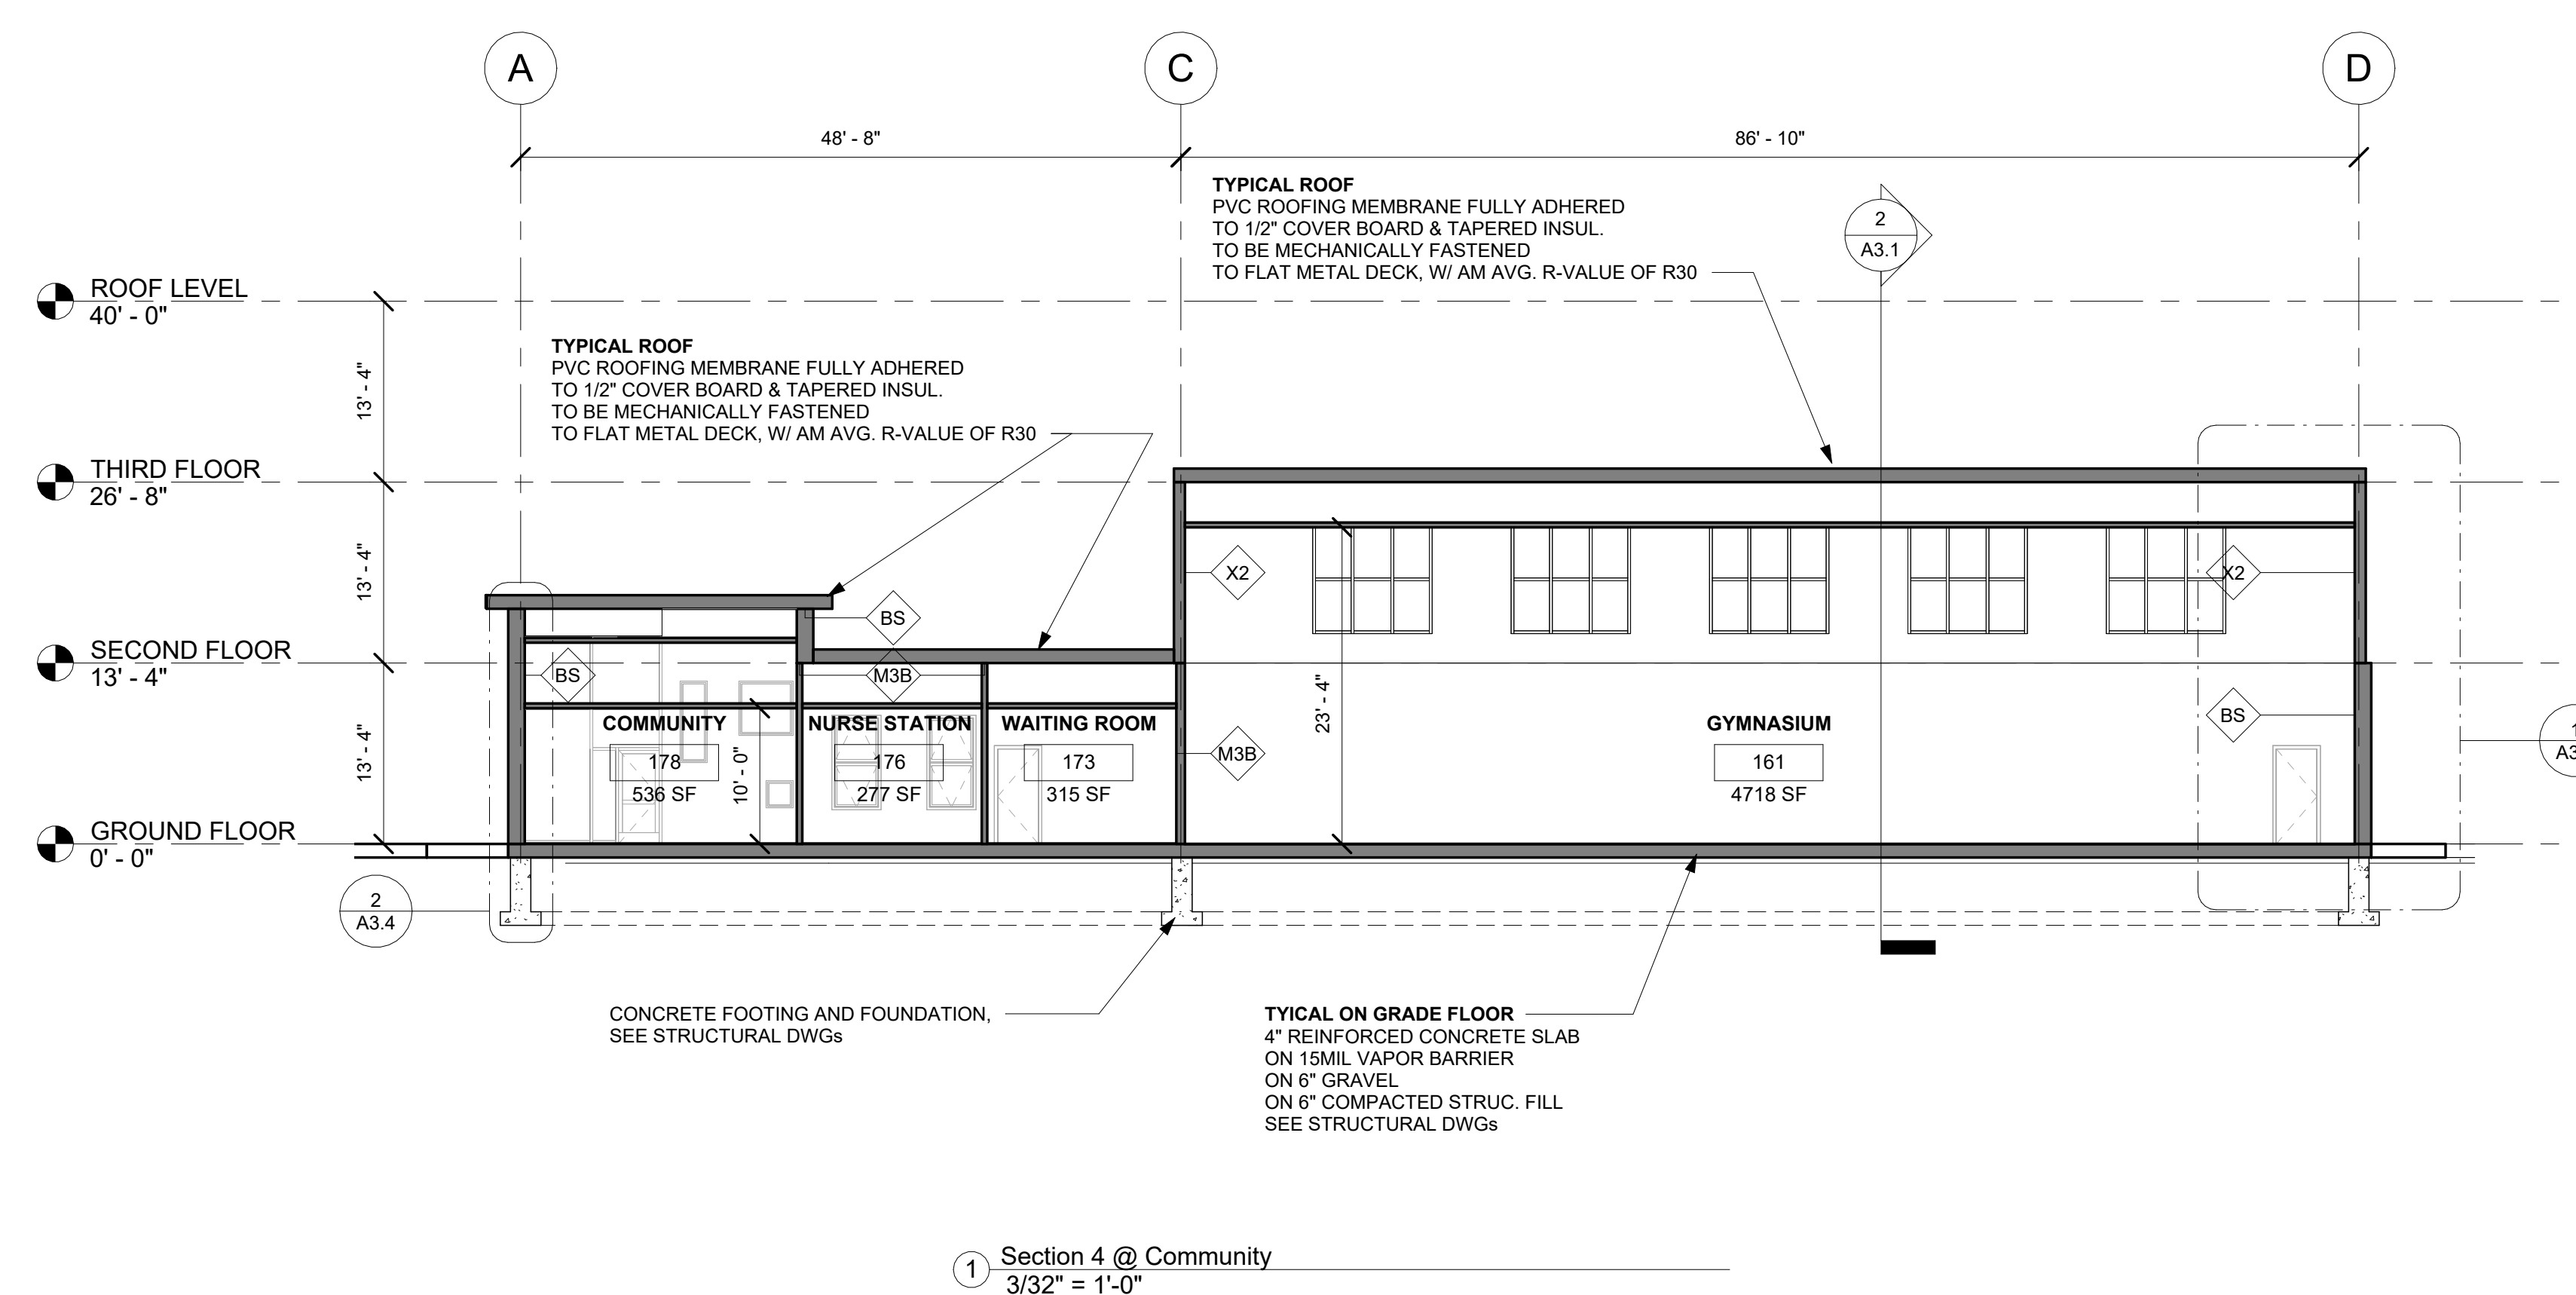 A
C
D
48' - 8"
86' - 10"
TYPICAL ROOF
PVC ROOFING MEMBRANE FULLY ADHERED
TO 1/2" COVER BOARD & TAPERED INSUL.
TO BE MECHANICALLY FASTENED
TO FLAT METAL DECK, W/ AM AVG. R-VALUE OF R30
2
A3.1
ROOF LEVEL
40' - 0"
TYPICAL ROOF
PVC ROOFING MEMBRANE FULLY ADHERED
TO 1/2" COVER BOARD & TAPERED INSUL.
TO BE MECHANICALLY FASTENED
TO FLAT METAL DECK, W/ AM AVG. R-VALUE OF R30
13' - 4"
THIRD FLOOR
26' - 8"
13' - 4"
X2
X2
BS
SECOND FLOOR
13' - 4"
BS
M3B
23' - 4"
BS
13' - 4"
COMMUNITY
178
536 SF
10' - 0"
NURSE STATION
176
277 SF
WAITING ROOM
173
315 SF
M3B
GYMNASIUM
161
4718 SF
GROUND FLOOR
0' - 0"
2
A3.4
CONCRETE FOOTING AND FOUNDATION,
SEE STRUCTURAL DWGs
TYICAL ON GRADE FLOOR
4" REINFORCED CONCRETE SLAB
ON 15MIL VAPOR BARRIER
ON 6" GRAVEL
ON 6" COMPACTED STRUC. FILL
SEE STRUCTURAL DWGs
1
Section 4 @ Community
3/32" = 1'-0"